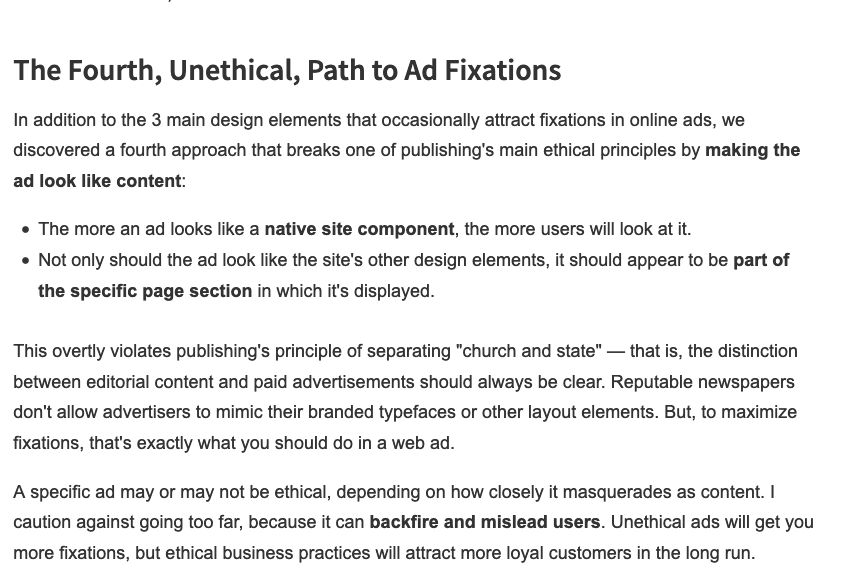 The Fourth, Unethical, Path to Ad Fixations
In addition to the 3 main design elements that occasionally attract fixations in online ads, we
discovered a fourth approach that breaks one of publishing's main ethical principles by making the
ad look like content:
• The more an ad looks like a native site component, the more users will look at it.
• Not only should the ad look like the site's other design elements, it should appear to be part of
the specific page section in which it's displayed.
This overtly violates publishing's principle of separating "church and state" — that is, the distinction
between editorial content and paid advertisements should always be clear. Reputable newspapers
don't allow advertisers to mimic their branded typefaces or other layout elements. But, to maximize
fixations, that's exactly what you should do in a web ad.
A specific ad may or may not be ethical, depending on how closely it masquerades as content. I
caution against going too far, because it can backfire and mislead users. Unethical ads will get you
more fixations, but ethical business practices will attract more loyal customers in the long run.